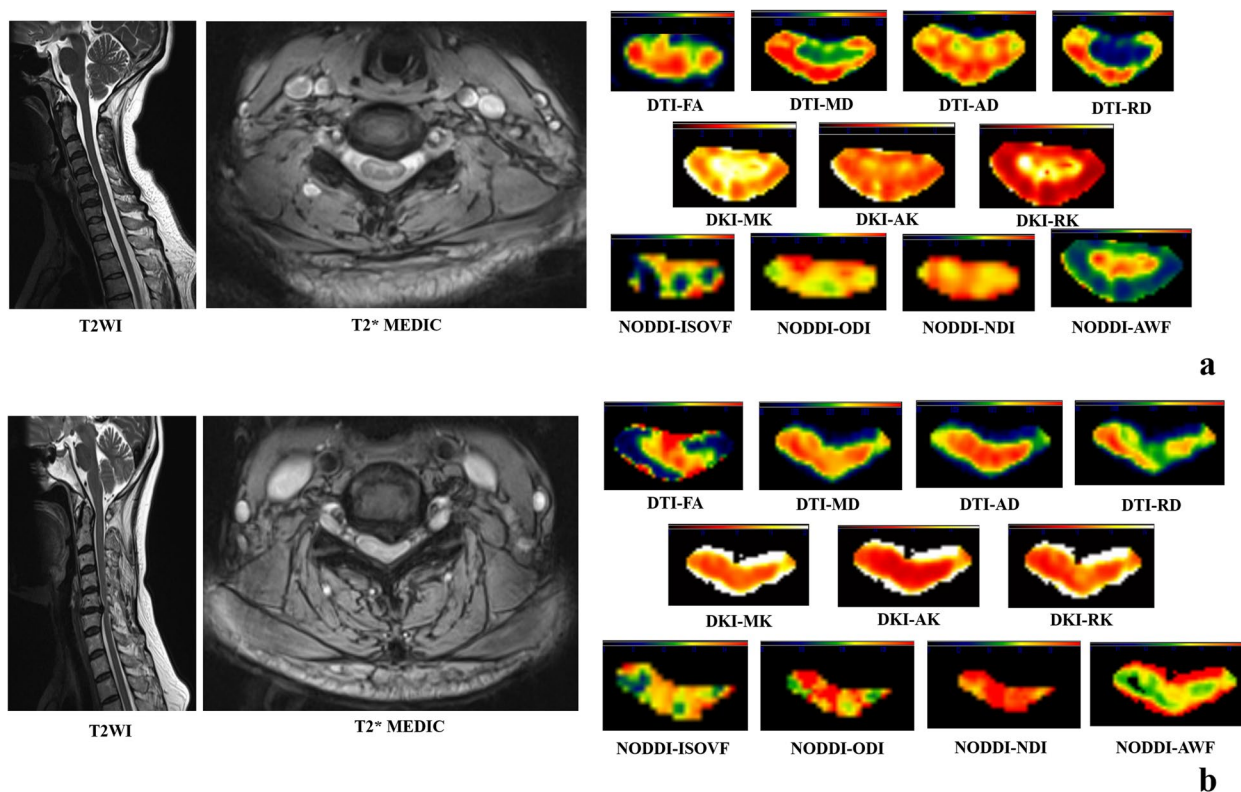 DTI-FA DTI-MD DTI-AD DTI-RD
DKI-MK DKI-AK DKI-RK
NODDI-ISOVF NODDI-ODI NODDI-NDI NODDI-AWF
T2WI T2* MEDIC
a
DTI-FA DTI-MD DTI-AD DTI-RD
DKI-MK DKI-AK DKI-RK
NODDI-ISOVF NODDI-ODI NODDI-NDI NODDI-AWF
T2WI T2* MEDIC
b